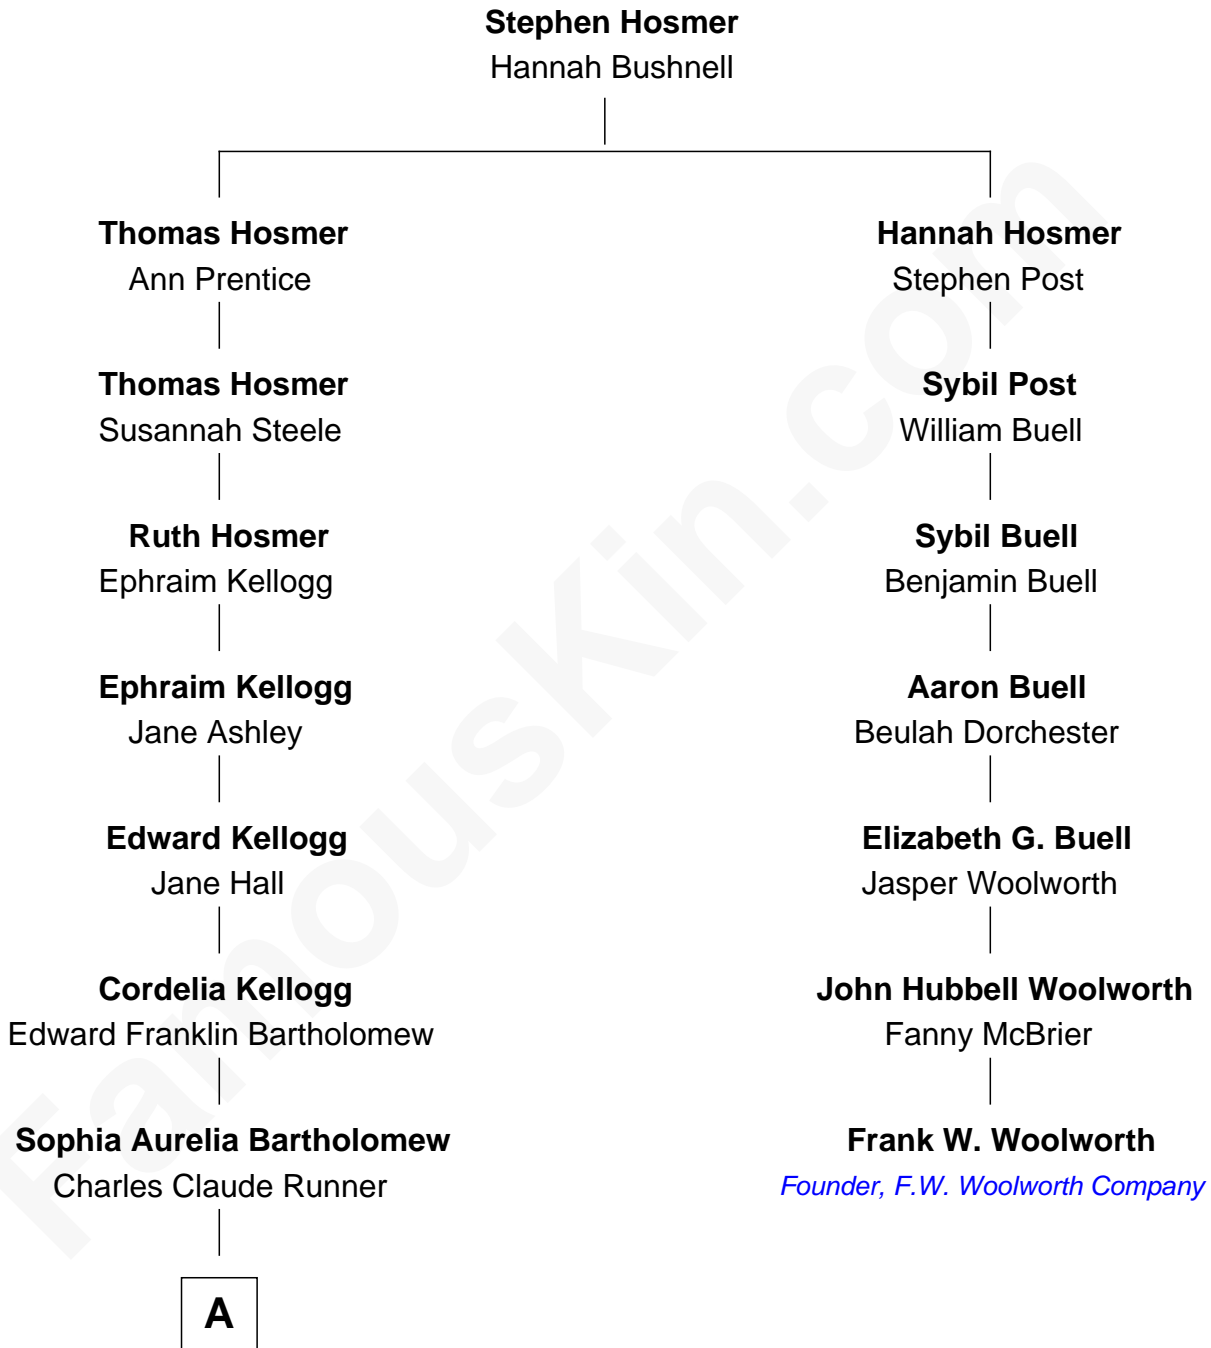 Stephen Hosmer
Hannah Bushnell
Thomas Hosmer
Ann Prentice
Hannah Hosmer
Stephen Post
Thomas Hosmer
Susannah Steele
Sybil Post
William Buell
Ruth Hosmer
Ephraim Kellogg
Sybil Buell
Benjamin Buell
Ephraim Kellogg
Jane Ashley
Aaron Buell
Beulah Dorchester
Edward Kellogg
Jane Hall
Elizabeth G. Buell
Jasper Woolworth
Cordelia Kellogg
Edward Franklin Bartholomew
John Hubbell Woolworth
Fanny McBrier
Sophia Aurelia Bartholomew
Charles Claude Runner
Frank W. Woolworth
Founder, F.W. Woolworth Company
A
FamousKin.com